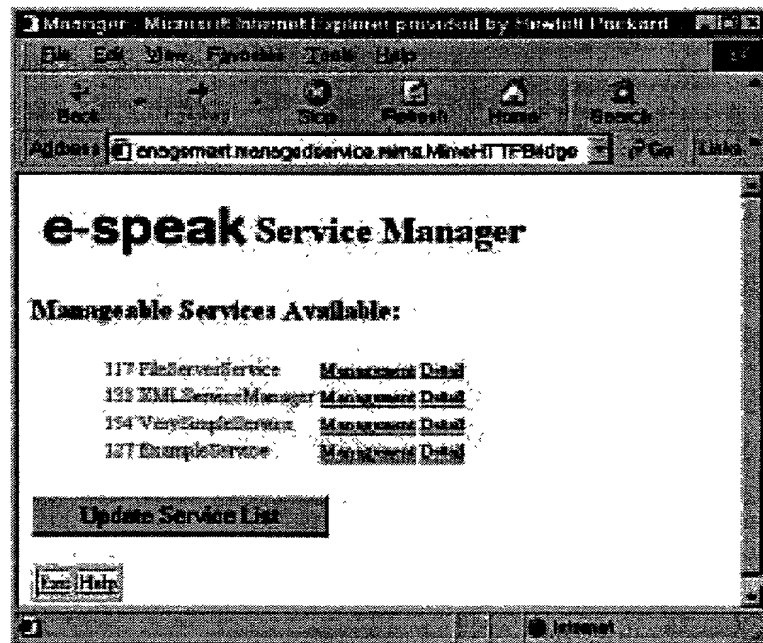 Manager - Microsoft Internet Explorer provided by Hewlett Packard
File Edit View Favorites Tools Help
Back Stop Refresh Home Search
Address Go Links
e-speak Service Manager
Manageable Services Available:
117 FileServerService Management Detail
XMLServiceManager Management Detail
VerySimpleService Management Detail
127 ExampleService Management Detail
Update Service List
Exit Help
Internet